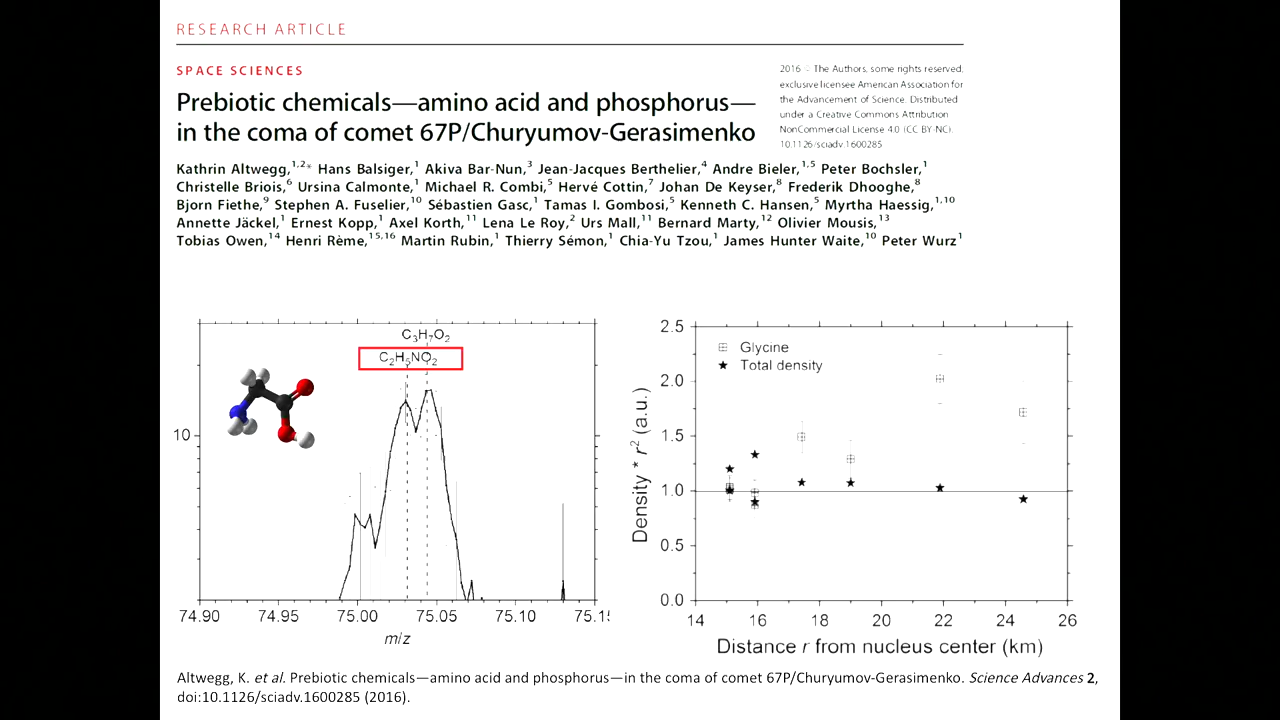 RESEARCH ARTICLE
SPACE SCIENCES
Prebiotic chemicals—amino acid and phosphorus—
in the coma of comet 67P/Churyumov-Gerasimenko
2016 © The Authors, some rights reserved,
exclusive licensee American Association for
the Advancement of Science. Distributed
under a Creative Commons Attribution
NonCommercial License 4.0 (CC BY-NC).
10.1126/sciadv.1600285
Kathrin Altwegg,1,2* Hans Balsiger,1 Akiva Bar-Nun,3 Jean-Jacques Berthelier,4 Andre Bieler,1,5 Peter Bochsler,1
Christelle Briois,6 Ursina Calmonte,1 Michael R. Combi,5 Hervé Cottin,7 Johan De Keyser,8 Frederik Dhooghe,8
Bjorn Fiethe,9 Stephen A. Fuselier,10 Sébastien Gasc,1 Tamas I. Gombosi,5 Kenneth C. Hansen,5 Myrtha Haessig,1,10
Annette Jäckel,1 Ernest Kopp,1 Axel Korth,11 Lena Le Roy,2 Urs Mall,11 Bernard Marty,12 Olivier Mousis,13
Tobias Owen,14 Henri Rème,15,16 Martin Rubin,1 Thierry Sémon,1 Chia-Yu Tzou,1 James Hunter Waite,10 Peter Wurz1
C3H7O2
C2H5NO2
10
74.90 74.95 75.00 75.05 75.10 75.1
m/z
Glycine
Total density
2.5
2.0
1.5
1.0
0.5
0.0
Density * r2 (a.u.)
14 16 18 20 22 24 26
Distance r from nucleus center (km)
Altwegg, K. et al. Prebiotic chemicals—amino acid and phosphorus—in the coma of comet 67P/Churyumov-Gerasimenko. Science Advances 2,
doi:10.1126/sciadv.1600285 (2016).